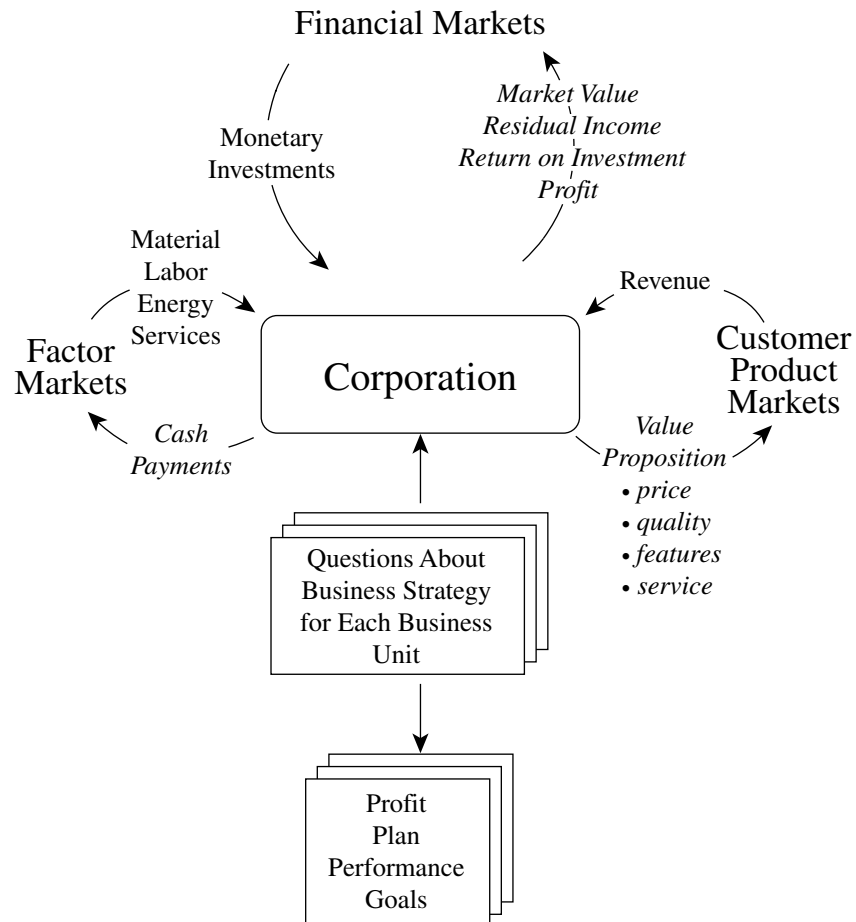 Financial Markets
Monetary
Investments
Market Value
Residual Income
Return on Investment
Profit
Material
Labor
Energy
Services
Factor
Markets
Cash
Payments
Corporation
Revenue
Customer
Product
Markets
Value
Proposition
• price
• quality
• features
• service
Questions About
Business Strategy
for Each Business
Unit
Profit
Plan
Performance
Goals